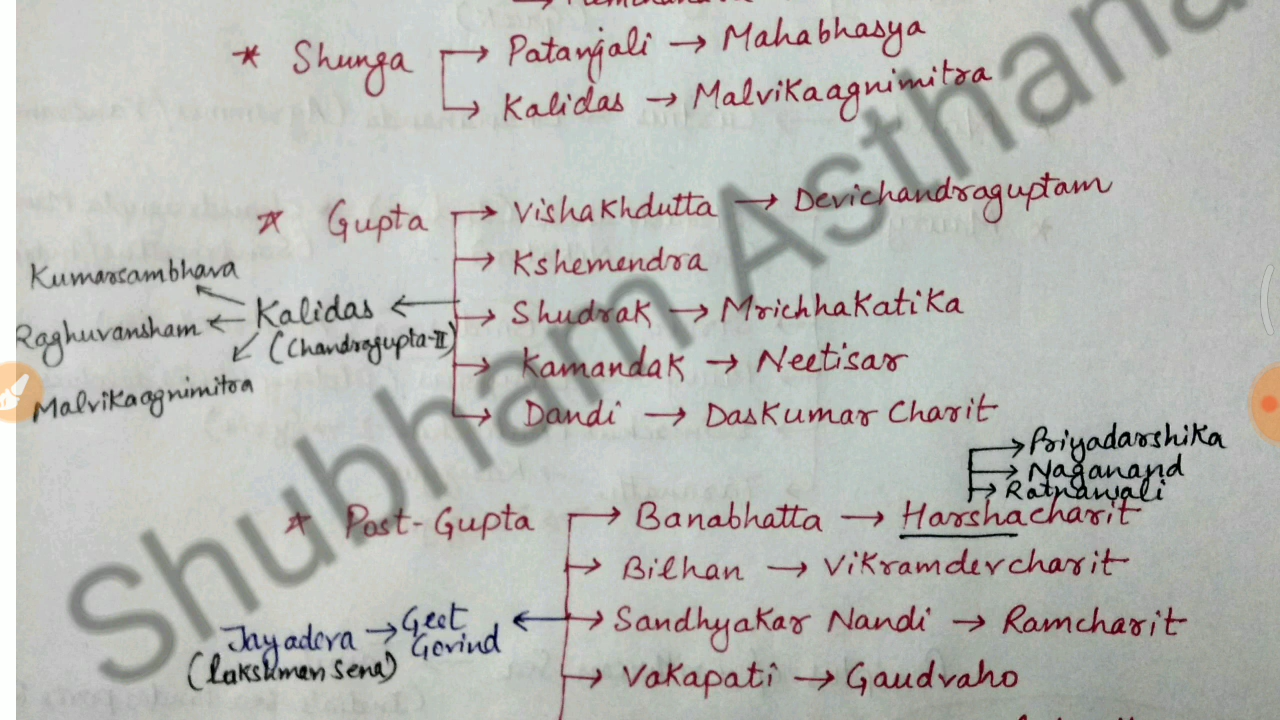 * Shunga → Patanjali → Mahabhasya
→ Kalidas → Malvikaagnimitra
* Gupta → Vishakhdutta → Devichandraguptam
→ Kshemendra
→ Shudrak → Mrichhakatika
→ Kamandak → Neetisar
→ Dandi → Daskumar Charit
Kalidas
(Chandragupta-II)
Kumarsambhava
Raghuvansham
Malvikaagnimitra
* Post-Gupta → Banabhatta → Harshacharit
→ Priyadarshika
→ Naganand
→ Ratnawali
→ Bilhan → Vikramdevcharit
→ Sandhyakar Nandi → Ramcharit
→ Vakapati → Gaudvaho
Jayadeva → Geet
Govind
(Lakshman Sena)
Shubham Asthana